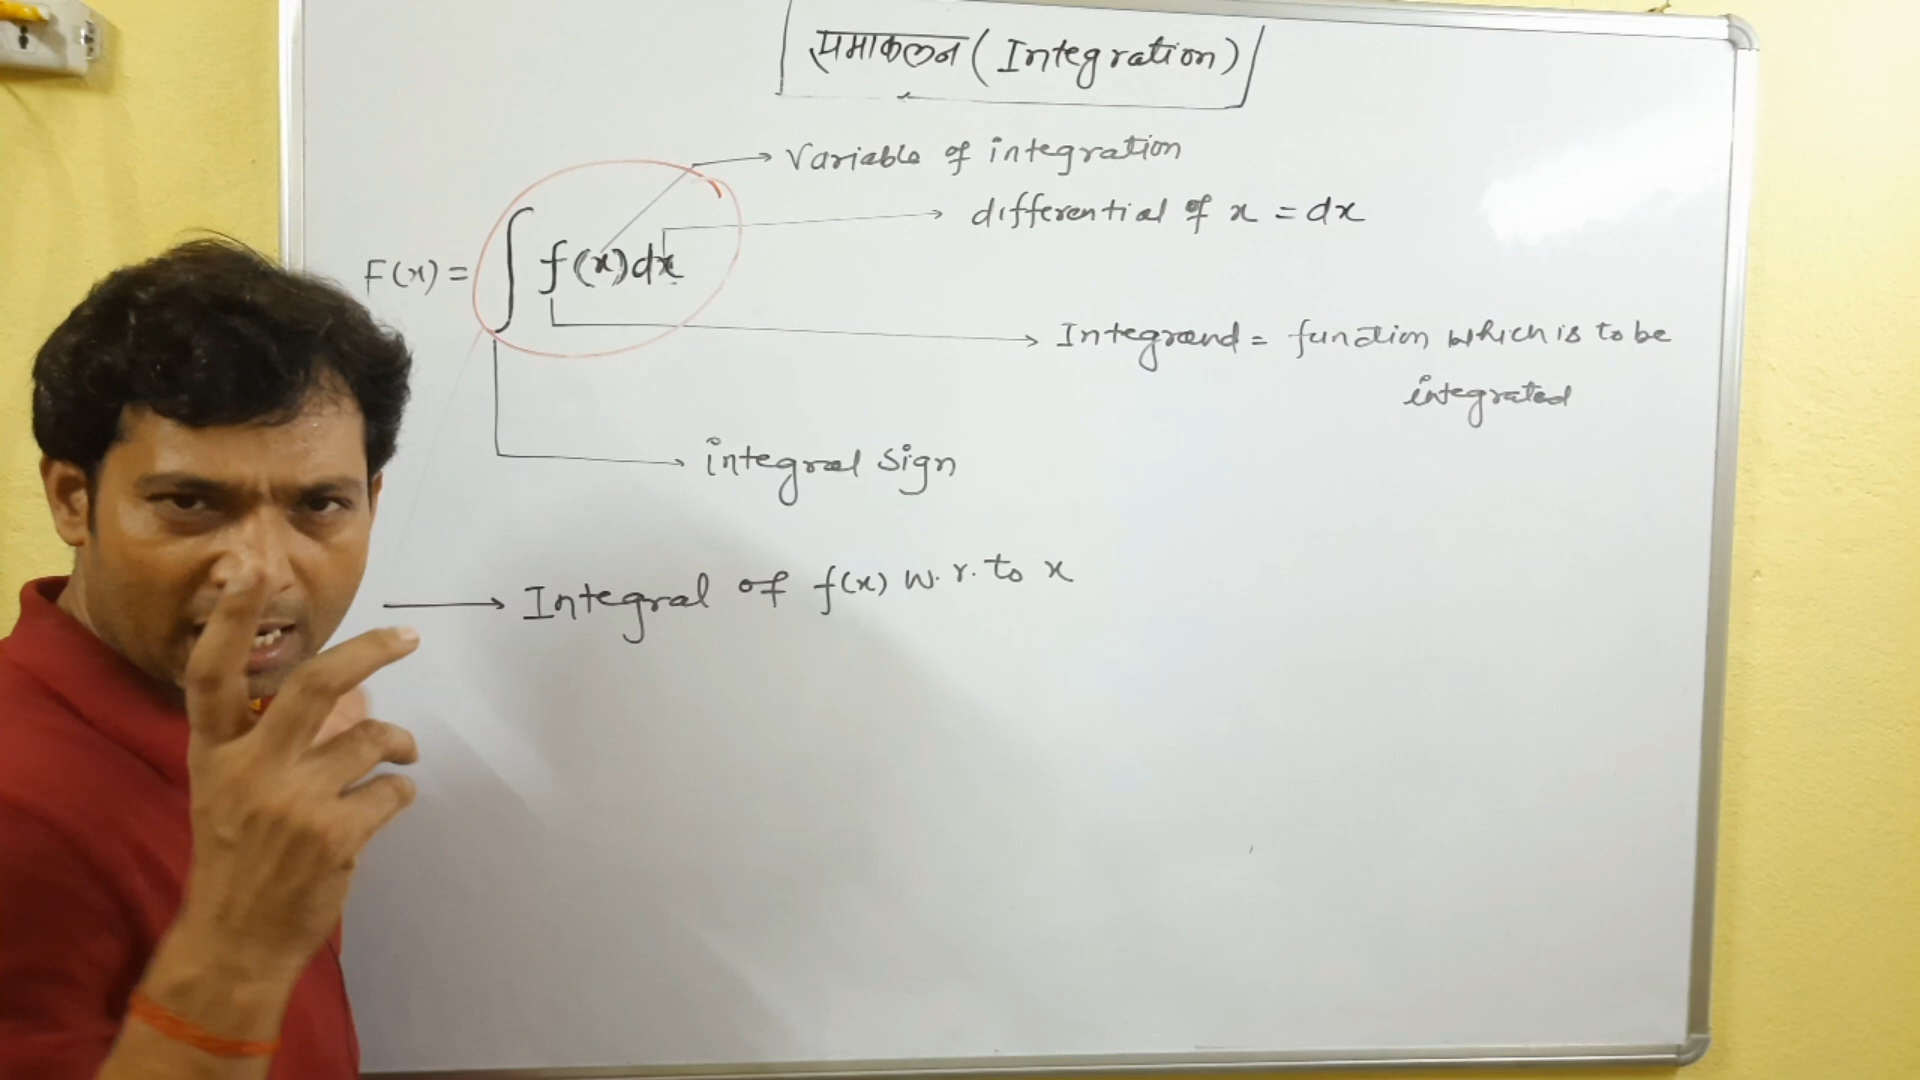 समाकलन (Integration)
Variable of integration
differential of x = dx
F(x) = ∫ f(x)dx
Integrand = function which is to be
integrated
integral sign
Integral of f(x) w.r. to x